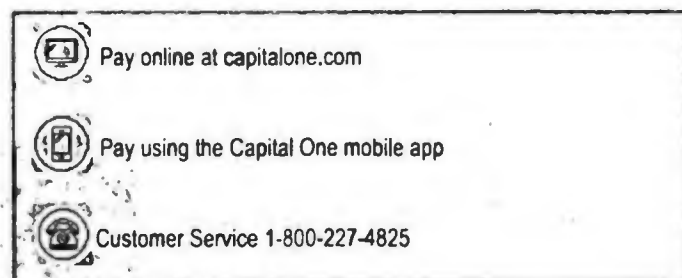 Pay online at capitalone.com
Pay using the Capital One mobile app
Customer Service 1-800-227-4825